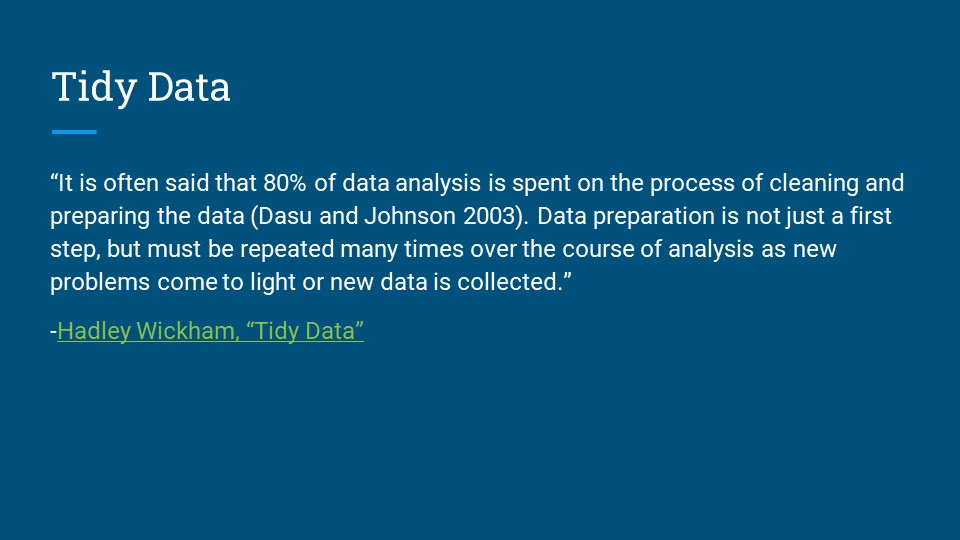 Tidy Data
“It is often said that 80% of data analysis is spent on the process of cleaning and
preparing the data (Dasu and Johnson 2003). Data preparation is not just a first
step, but must be repeated many times over the course of analysis as new
problems come to light or new data is collected.”
-Hadley Wickham, “Tidy Data”